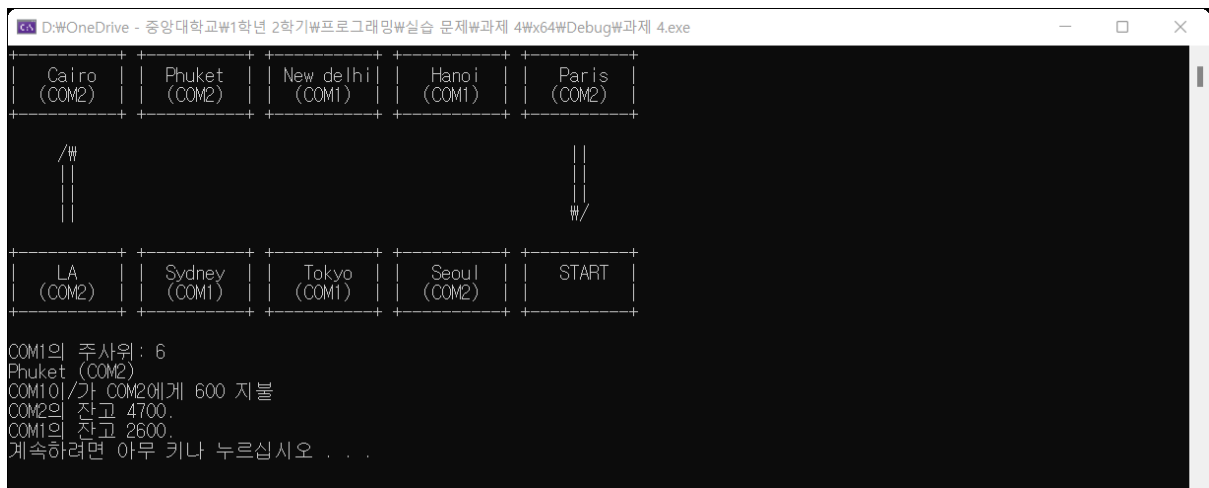 D:₩OneDrive - 중앙대학교₩1학년 2학기₩프로그래밍₩실습 문제₩과제 4₩x64₩Debug₩과제 4.exe
+----------+ +----------+ +----------+ +----------+ +----------+
|   Cairo  | |  Phuket  | | New delhi| |   Hanoi  | |   Paris  |
|  (COM2)  | |  (COM2)  | |  (COM1)  | |  (COM1)  | |  (COM2)  |
+----------+ +----------+ +----------+ +----------+ +----------+
/₩ ||
|| ||
|| ||
|| ₩/
+----------+ +----------+ +----------+ +----------+ +----------+
|    LA    | |  Sydney  | |   Tokyo  | |   Seoul  | |   START  |
|  (COM2)  | |  (COM1)  | |  (COM1)  | |  (COM2)  | |          |
+----------+ +----------+ +----------+ +----------+ +----------+
COM1의 주사위: 6
Phuket (COM2)
COM1이/가 COM2에게 600 지불
COM2의 잔고 4700.
COM1의 잔고 2600.
계속하려면 아무 키나 누르십시오 . . .